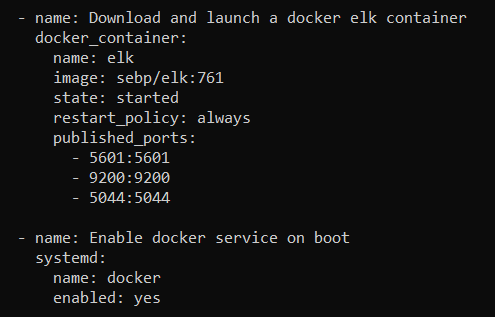 - name: Download and launch a docker elk container
  docker_container:
    name: elk
    image: sebp/elk:761
    state: started
    restart_policy: always
    published_ports:
      - 5601:5601
      - 9200:9200
      - 5044:5044

- name: Enable docker service on boot
  systemd:
    name: docker
    enabled: yes